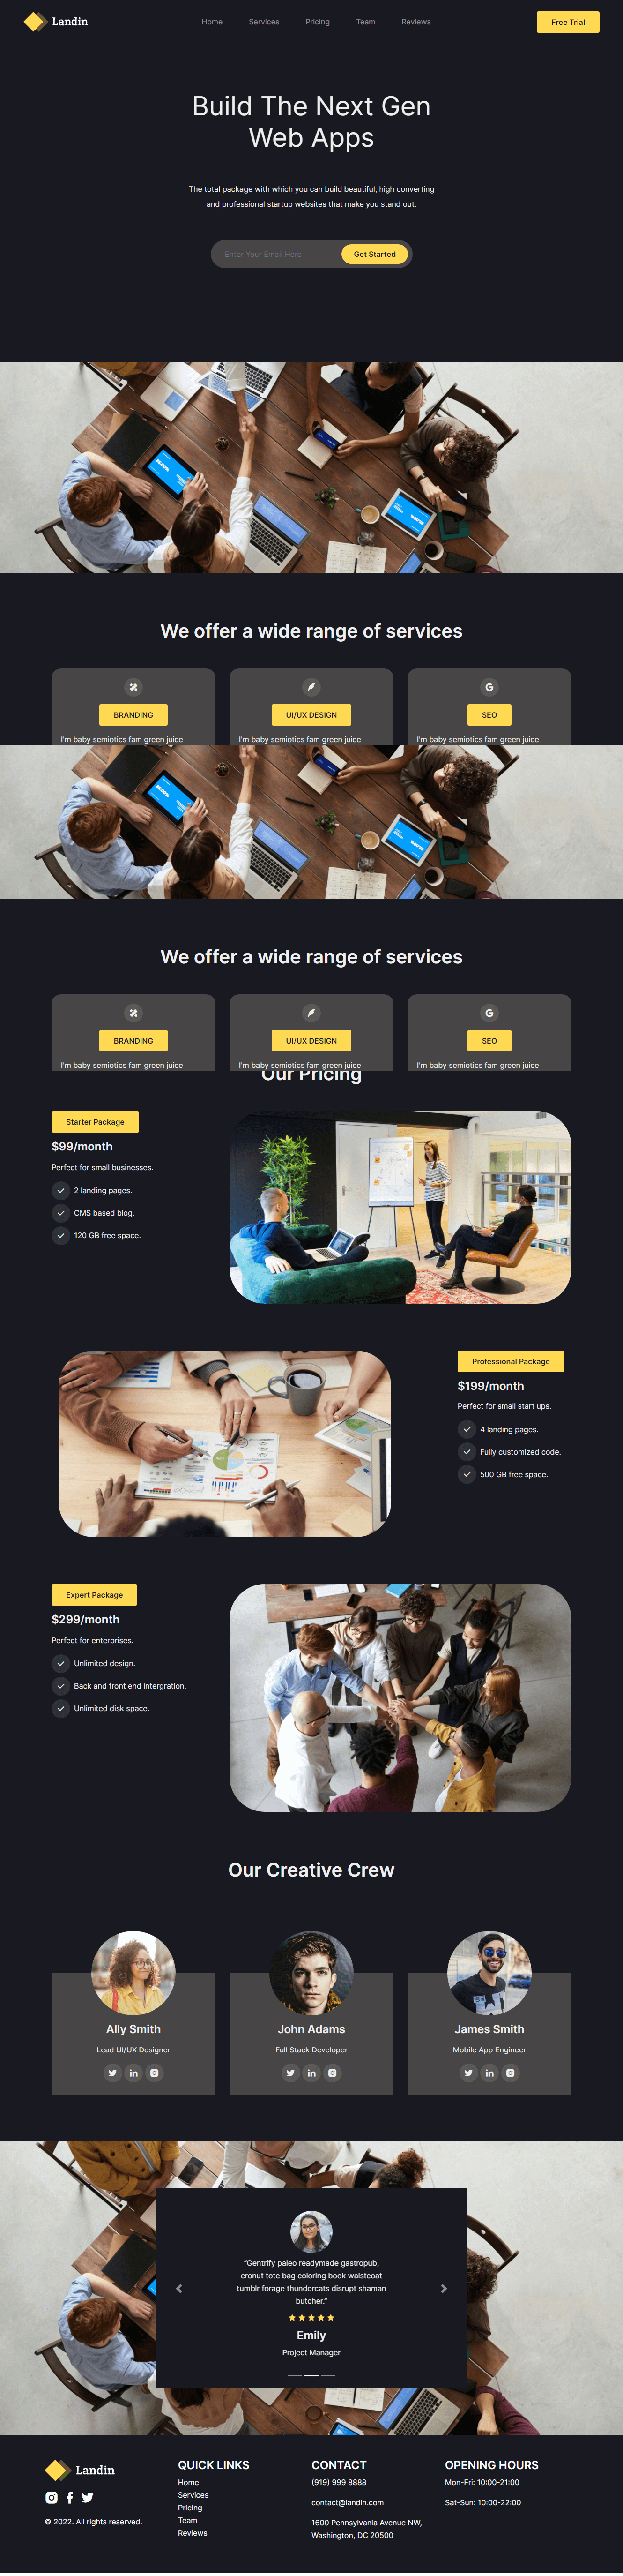 Landin
Home Services Pricing Team Reviews
Free Trial
Build The Next Gen
Web Apps
The total package with which you can build beautiful, high converting
and professional startup websites that make you stand out.
Enter Your Email Here
Get Started
We offer a wide range of services
BRANDING
UI/UX DESIGN
SEO
I'm baby semiotics fam green juice
I'm baby semiotics fam green juice
I'm baby semiotics fam green juice
We offer a wide range of services
BRANDING
UI/UX DESIGN
SEO
I'm baby semiotics fam green juice
I'm baby semiotics fam green juice
I'm baby semiotics fam green juice
Our Pricing
Starter Package
$99/month
Perfect for small businesses.
2 landing pages.
CMS based blog.
120 GB free space.
Professional Package
$199/month
Perfect for small start ups.
4 landing pages.
Fully customized code.
500 GB free space.
Expert Package
$299/month
Perfect for enterprises.
Unlimited design.
Back and front end intergration.
Unlimited disk space.
Our Creative Crew
Ally Smith
Lead UI/UX Designer
John Adams
Full Stack Developer
James Smith
Mobile App Engineer
"Gentrify paleo readymade gastropub,
cronut tote bag coloring book waistcoat
tumblr forage thundercats disrupt shaman
butcher."
Emily
Project Manager
Landin
© 2022. All rights reserved.
QUICK LINKS
Home
Services
Pricing
Team
Reviews
CONTACT
(919) 999 8888
contact@landin.com
1600 Pennsylvania Avenue NW,
Washington, DC 20500
OPENING HOURS
Mon-Fri: 10:00-21:00
Sat-Sun: 10:00-22:00